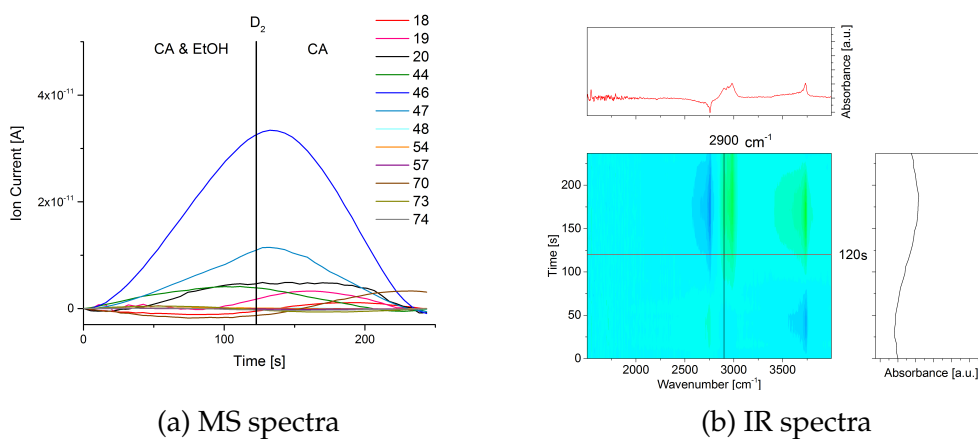 D2
CA & EtOH
CA
18
19
20
44
46
47
48
54
57
70
73
74
4x10-11
2x10-11
0
Ion Current [A]
0
100
200
Time [s]
(a) MS spectra
Absorbance [a.u.]
2900 cm-1
200
150
100
50
0
Time [s]
120s
2000
2500
3000
3500
Wavenumber [cm-1]
Absorbance [a.u.]
(b) IR spectra